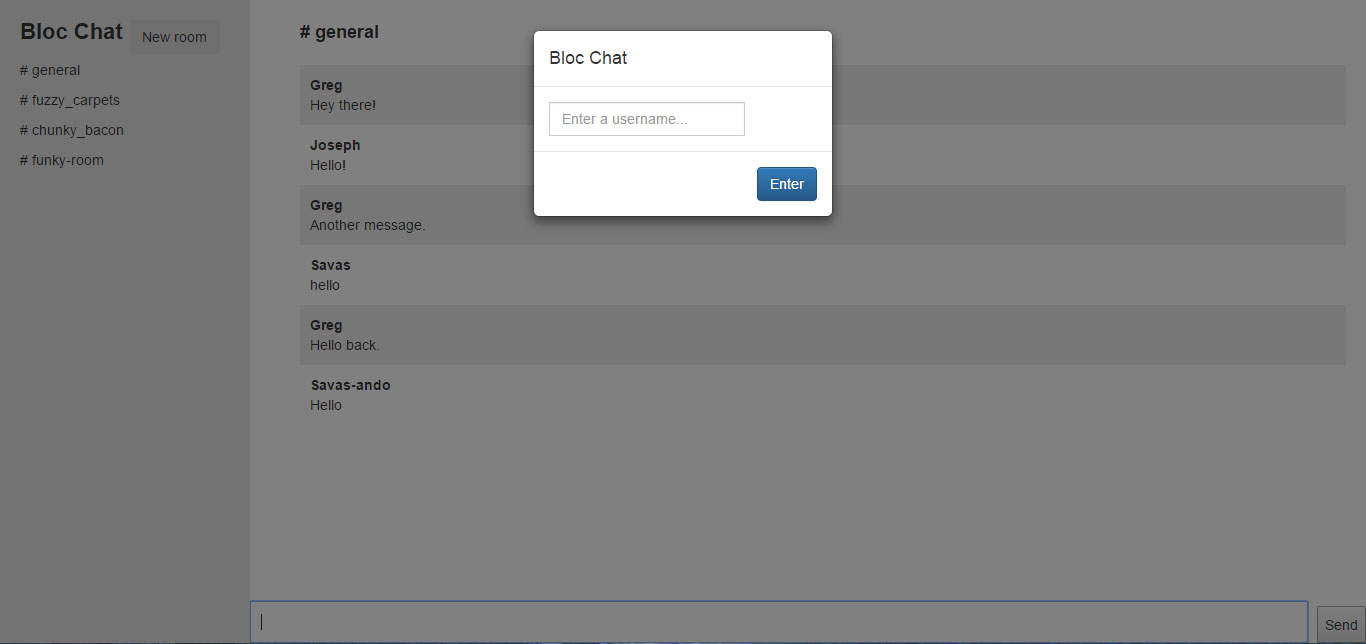 Bloc Chat
New room
# general
# fuzzy_carpets
# chunky_bacon
# funky-room
# general
Greg
Hey there!
Joseph
Hello!
Greg
Another message.
Savas
hello
Greg
Hello back.
Savas-ando
Hello
Send
Bloc Chat
Enter a username...
Enter